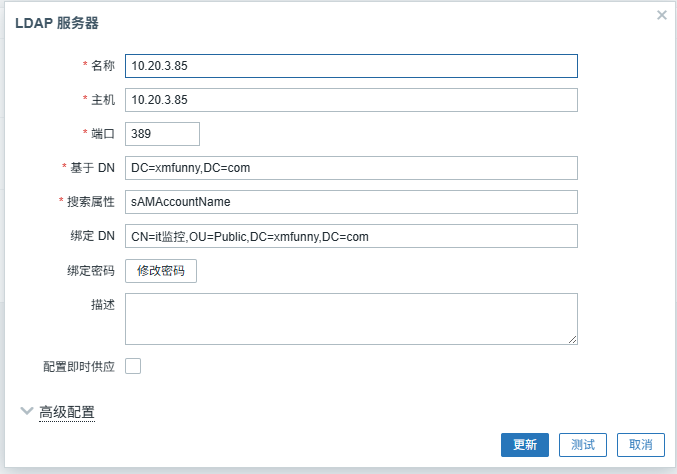 LDAP 服务器
* 名称 10.20.3.85
* 主机 10.20.3.85
* 端口 389
* 基于 DN DC=xmfunny,DC=com
* 搜索属性 sAMAccountName
绑定 DN CN=it监控,OU=Public,DC=xmfunny,DC=com
绑定密码 修改密码
描述
配置即时供应
高级配置
更新 测试 取消